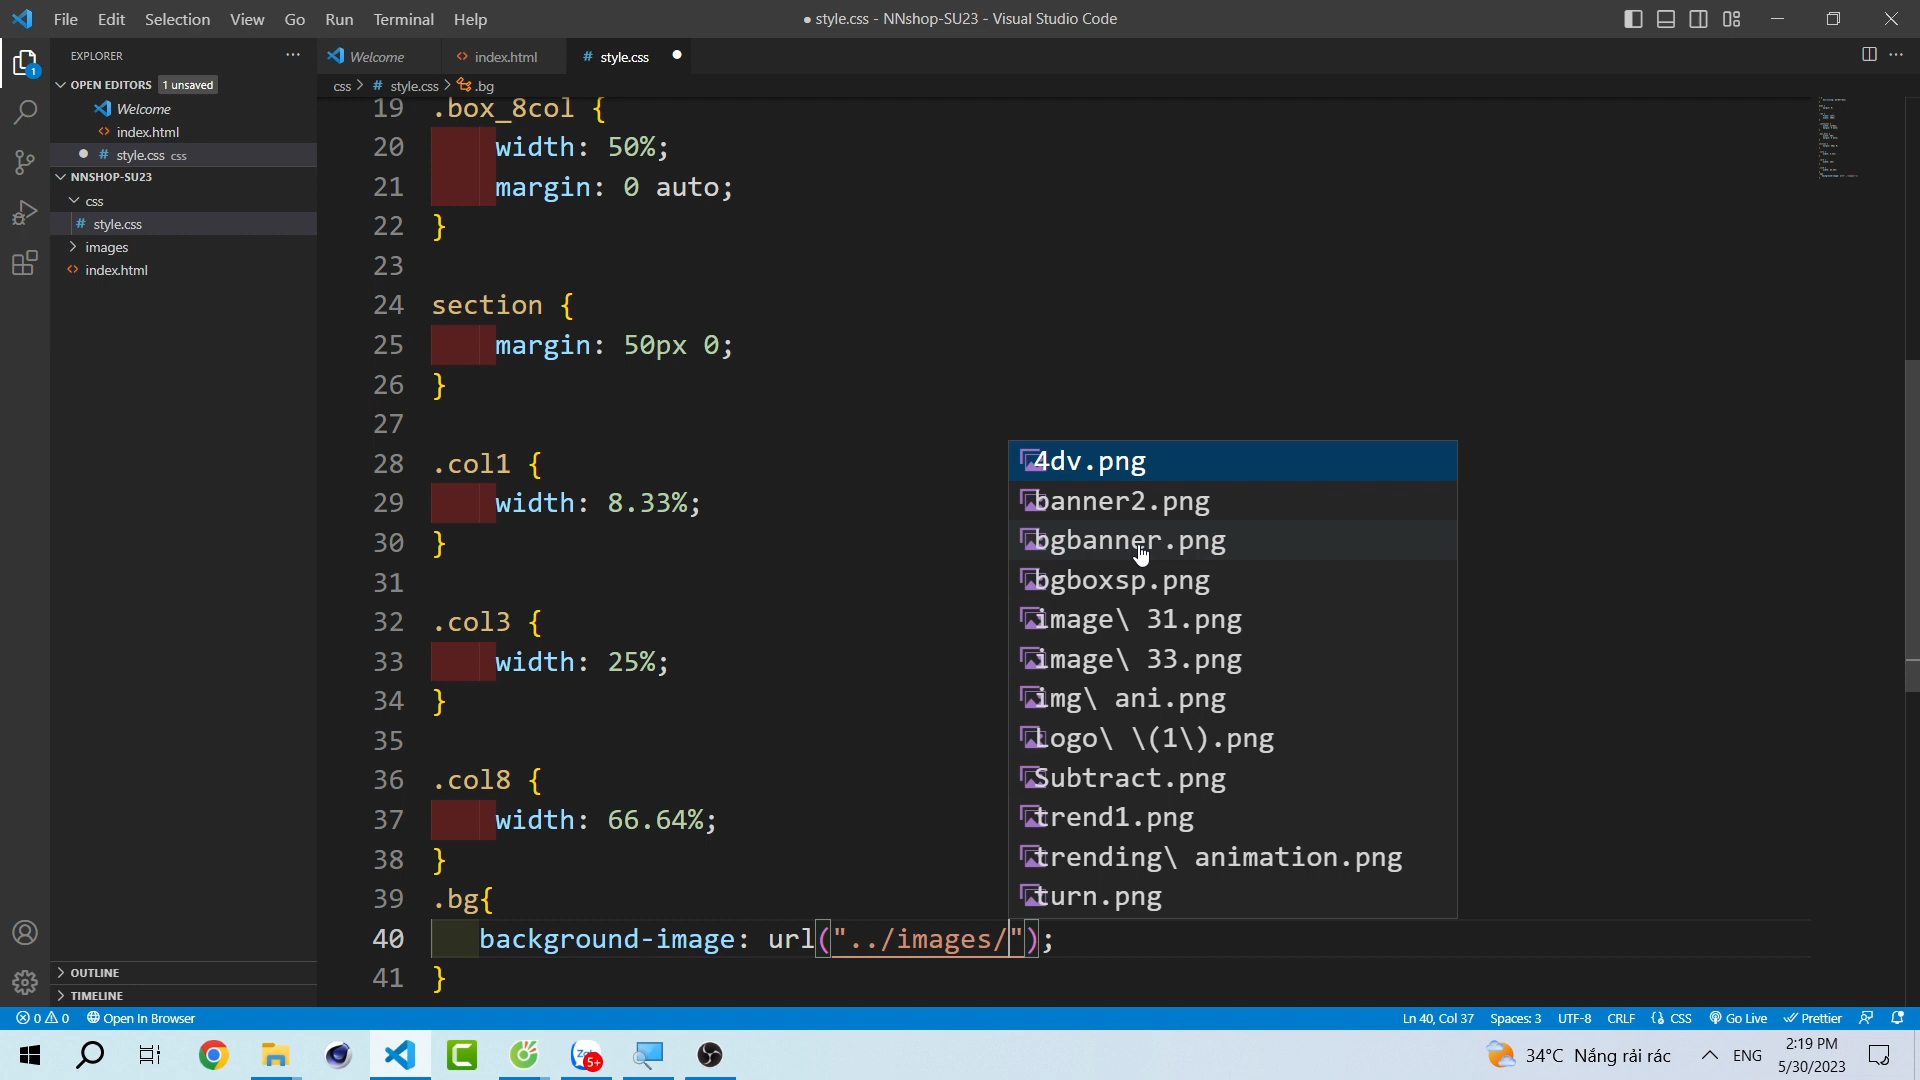 File Edit Selection View Go Run Terminal Help
● style.css - NNshop-SU23 - Visual Studio Code
EXPLORER
Welcome
index.html
# style.css
OPEN EDITORS 1 unsaved
css > # style.css > .bg
Welcome
index.html
# style.css css
NNSHOP-SU23
css
# style.css
images
index.html
19 .box_8col {
20 width: 50%;
21 margin: 0 auto;
22 }
23
24 section {
25 margin: 50px 0;
26 }
27
28 .col1 {
29 width: 8.33%;
30 }
31
32 .col3 {
33 width: 25%;
34 }
35
36 .col8 {
37 width: 66.64%;
38 }
39 .bg{
40 background-image: url("../images/");
41 }
4dv.png
banner2.png
bgbanner.png
bgboxsp.png
image\ 31.png
image\ 33.png
img\ ani.png
Logo\ \(1\).png
Subtract.png
trend1.png
trending\ animation.png
turn.png
OUTLINE
TIMELINE
0 0 Open In Browser
Ln 40, Col 37 Spaces: 3 UTF-8 CRLF CSS Go Live Prettier
5+
34°C Nắng rải rác
ENG
2:19 PM
5/30/2023